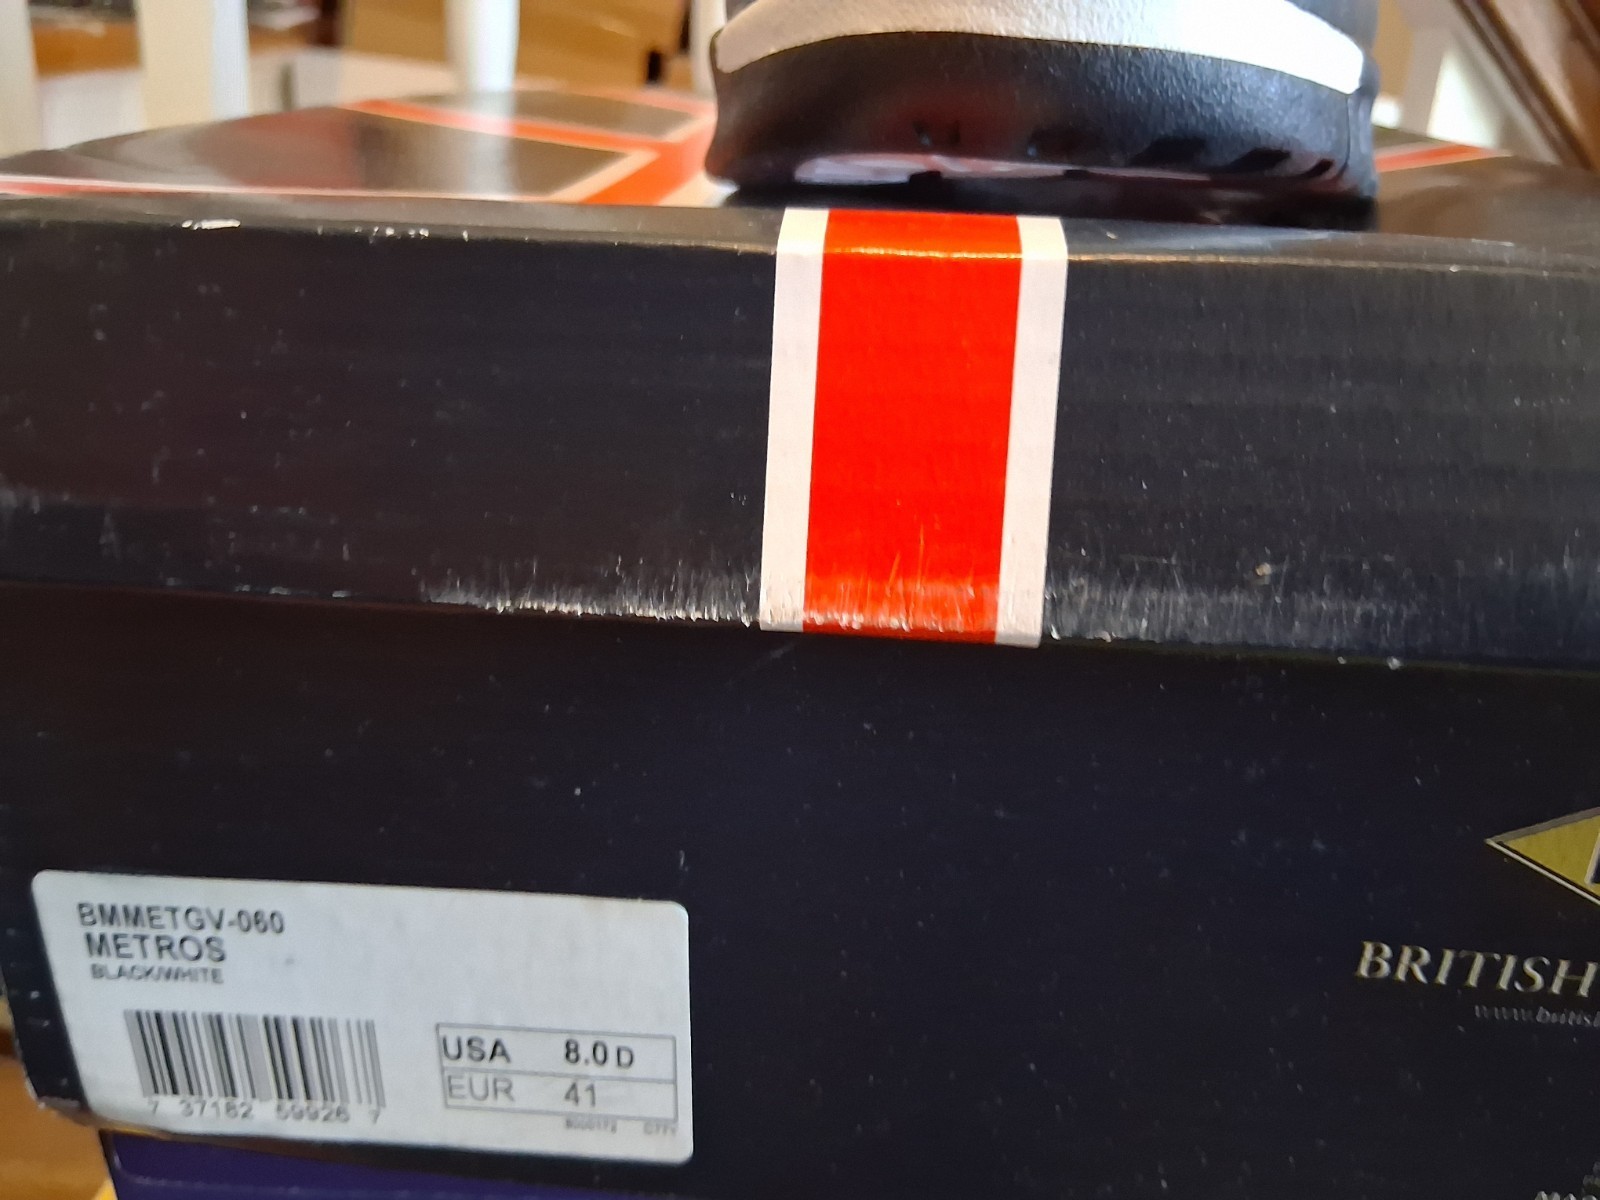 BMMETGV-060
METROS
BLACK/WHITE
7 37182 59926 7
USA 8.0 D
EUR 41
BRITISH